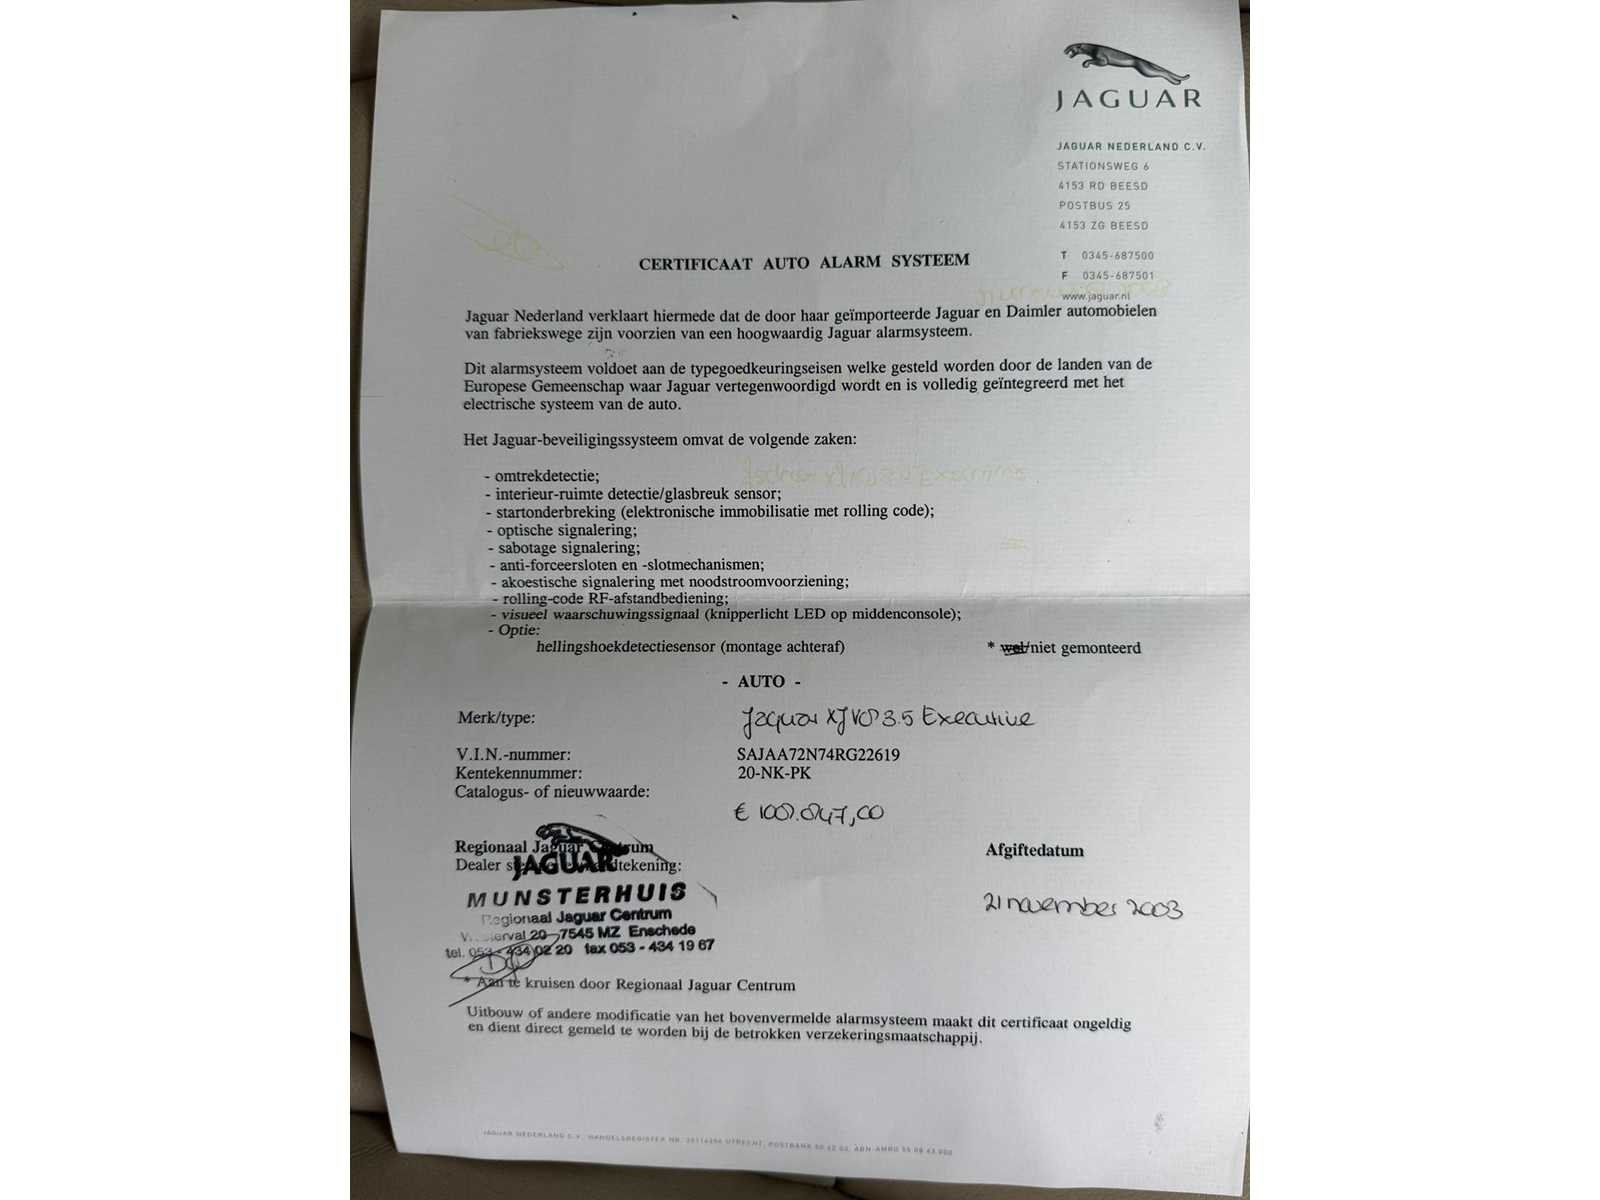 JAGUAR
JAGUAR NEDERLAND C.V.
STATIONSWEG 6
4153 RD BEESD
POSTBUS 25
4153 ZG BEESD
T 0345-687500
F 0345-687501
www.jaguar.nl
CERTIFICAAT AUTO ALARM SYSTEEM
Jaguar Nederland verklaart hiermede dat de door haar geïmporteerde Jaguar en Daimler automobielen
van fabriekswege zijn voorzien van een hoogwaardig Jaguar alarmsysteem.
Dit alarmsysteem voldoet aan de typegoedkeuringseisen welke gesteld worden door de landen van de
Europese Gemeenschap waar Jaguar vertegenwoordigd wordt en is volledig geïntegreerd met het
electrische systeem van de auto.
Het Jaguar-beveiligingssysteem omvat de volgende zaken:
- omtrekdetectie;
- interieur-ruimte detectie/glasbreuk sensor;
- startonderbreking (elektronische immobilisatie met rolling code);
- optische signalering;
- sabotage signalering;
- anti-forceersloten en -slotmechanismen;
- akoestische signalering met noodstroomvoorziening;
- rolling-code RF-afstandbediening;
- visueel waarschuwingssignaal (knipperlicht LED op middenconsole);
- Optie:
hellingshoekdetectiesensor (montage achteraf) * wel/niet gemonteerd
- AUTO -
Merk/type: Jaguar XJ V8 3.5 Executive
V.I.N.-nummer: SAJAA72N74RG22619
Kentekennummer: 20-NK-PK
Catalogus- of nieuwwaarde:
Regionaal Jaguar Centrum Afgiftedatum
Dealer
JAGUAR
MUNSTERHUIS
Regionaal Jaguar Centrum
21 november 2003
20 7545 MZ Enschede
tel. 053 - 434 02 20 fax 053 - 434 19 67
* Aan te kruisen door Regionaal Jaguar Centrum
Uitbouw of andere modificatie van het bovenvermelde alarmsysteem maakt dit certificaat ongeldig
en dient direct gemeld te worden bij de betrokken verzekeringsmaatschappij.